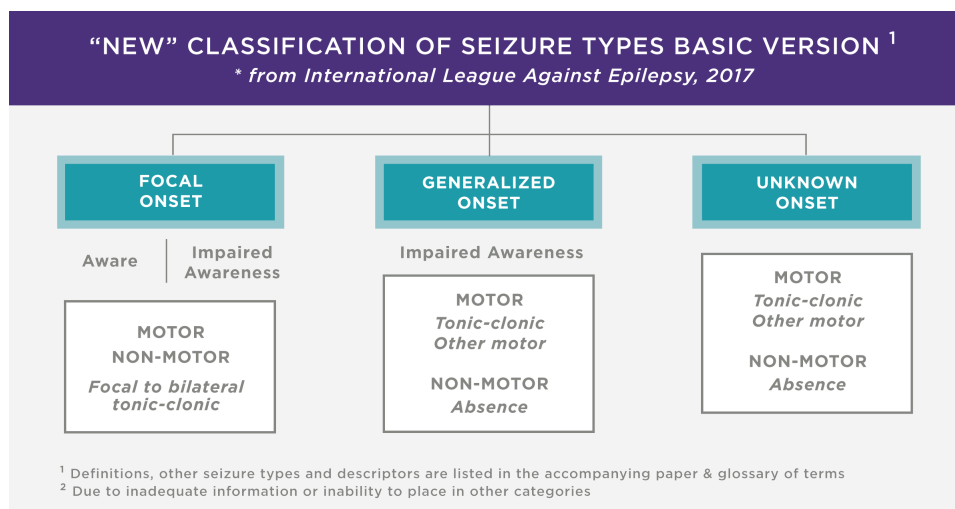 “NEW” CLASSIFICATION OF SEIZURE TYPES BASIC VERSION ¹
* from International League Against Epilepsy, 2017
FOCAL
ONSET
Aware
Impaired
Awareness
MOTOR
NON-MOTOR
Focal to bilateral
tonic-clonic
GENERALIZED
ONSET
Impaired Awareness
MOTOR
Tonic-clonic
Other motor
NON-MOTOR
Absence
UNKNOWN
ONSET
MOTOR
Tonic-clonic
Other motor
NON-MOTOR
Absence
¹ Definitions, other seizure types and descriptors are listed in the accompanying paper & glossary of terms
² Due to inadequate information or inability to place in other categories